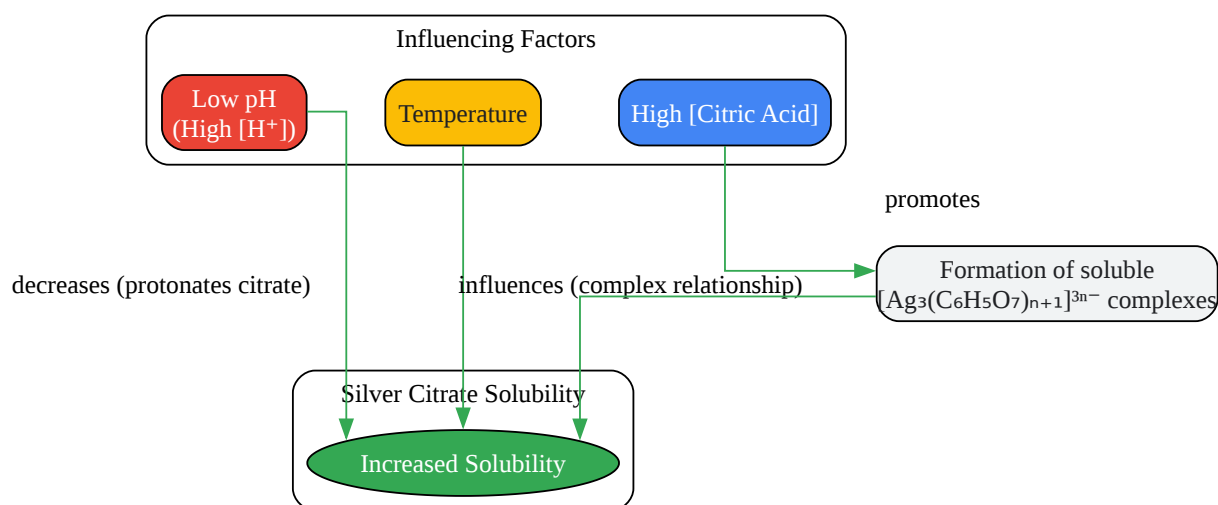 Influencing Factors
Low pH
(High [H⁺])
Temperature
High [Citric Acid]
promotes
decreases (protonates citrate)
influences (complex relationship)
Formation of soluble
[Ag₃(C₆H₅O₇)ₙ₊₁]³ⁿ⁻ complexes
Silver Citrate Solubility
Increased Solubility